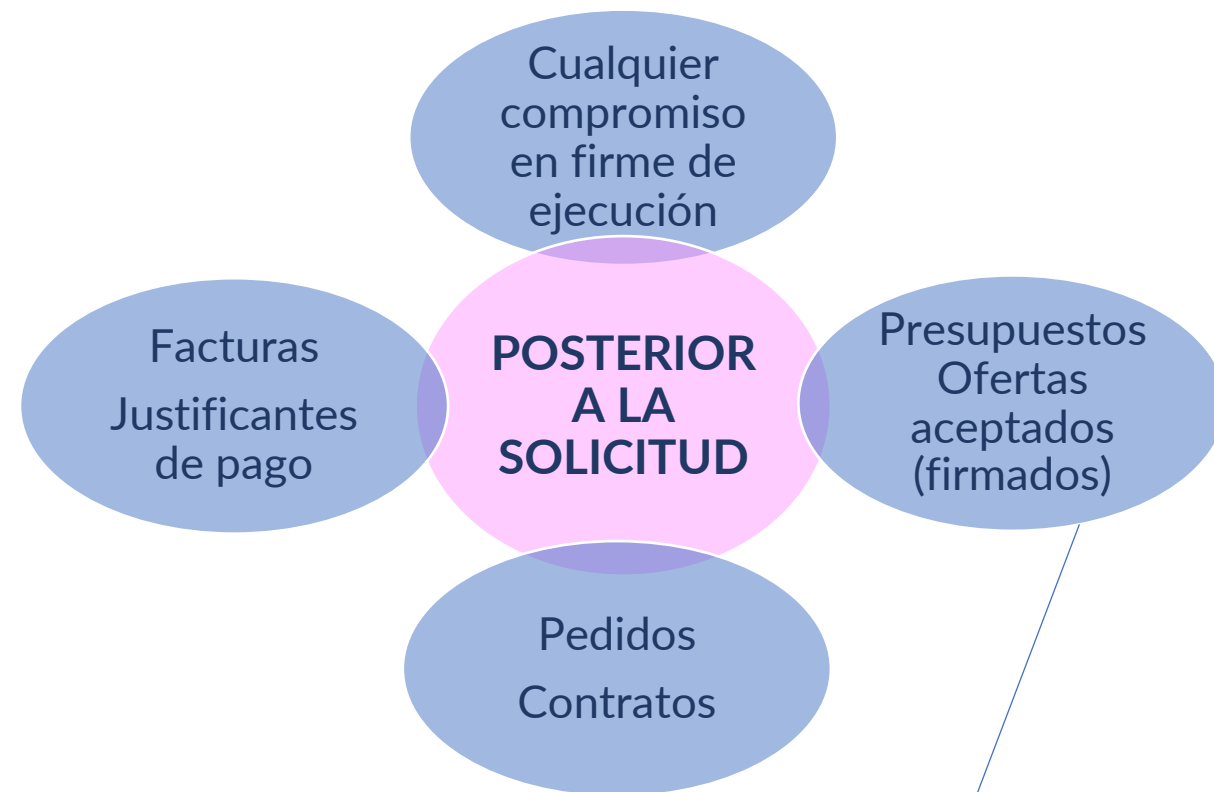 Cualquier
compromiso
en firme de
ejecución
Facturas
Justificantes
de pago
POSTERIOR
A LA
SOLICITUD
Presupuestos
Ofertas
aceptados
(firmados)
Pedidos
Contratos